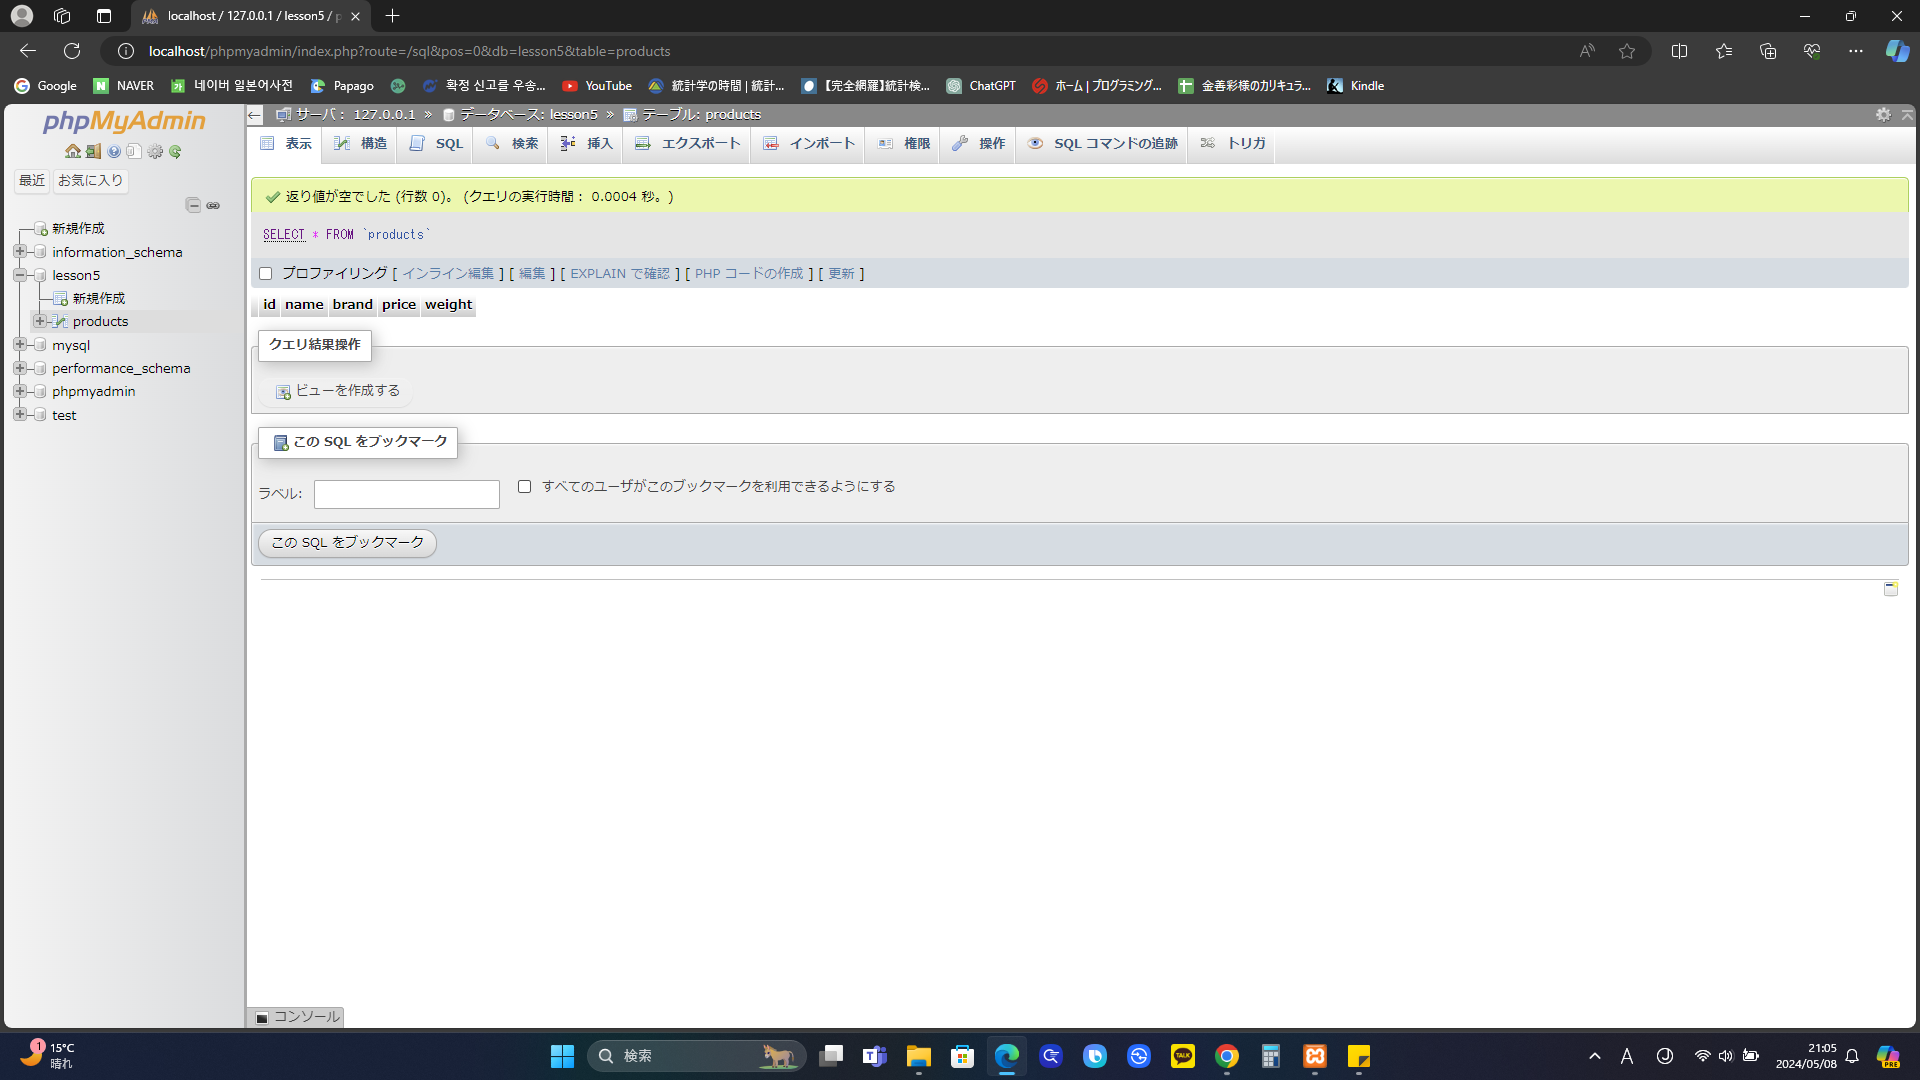 localhost / 127.0.0.1 / lesson5 / p
localhost/phpmyadmin/index.php?route=/sql&pos=0&db=lesson5&table=products
Google
NAVER
네이버 일본어사전
Papago
확정 신고를 우송...
YouTube
統計学の時間 | 統計...
【完全網羅】統計検...
ChatGPT
ホーム | プログラミング...
金善彩様のカリキュラ...
Kindle
phpMyAdmin
最近 お気に入り
新規作成
information_schema
lesson5
新規作成
products
mysql
performance_schema
phpmyadmin
test
サーバ: 127.0.0.1 » データベース: lesson5 » テーブル: products
表示 構造 SQL 検索 挿入 エクスポート インポート 権限 操作 SQL コマンドの追跡 トリガ
返り値が空でした (行数 0)。 (クエリの実行時間: 0.0004 秒。)
SELECT * FROM `products`
プロファイリング [ インライン編集 ] [ 編集 ] [ EXPLAIN で確認 ] [ PHP コードの作成 ] [ 更新 ]
id name brand price weight
クエリ結果操作
ビューを作成する
この SQL をブックマーク
ラベル:
すべてのユーザがこのブックマークを利用できるようにする
この SQL をブックマーク
コンソール
1
15°C
晴れ
検索
TALK
A
21:05
2024/05/08
PRE